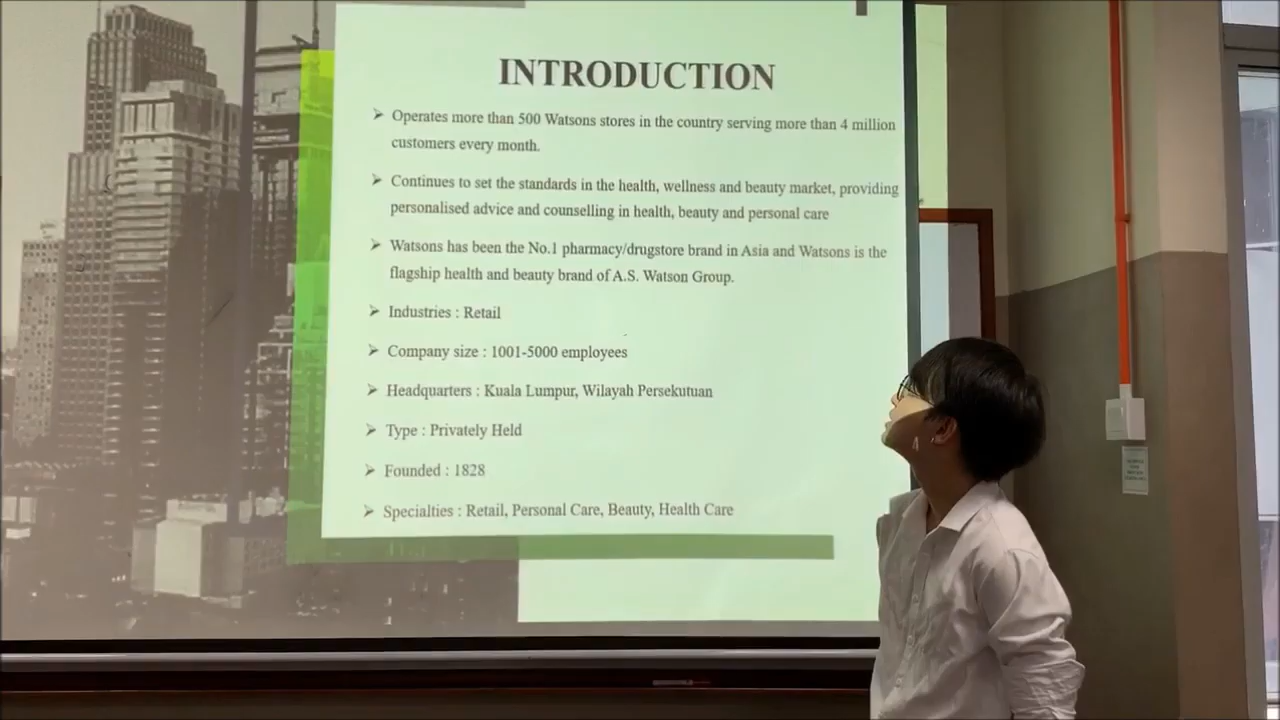 INTRODUCTION
➢ Operates more than 500 Watsons stores in the country serving more than 4 million
customers every month.
➢ Continues to set the standards in the health, wellness and beauty market, providing
personalised advice and counselling in health, beauty and personal care
➢ Watsons has been the No.1 pharmacy/drugstore brand in Asia and Watsons is the
flagship health and beauty brand of A.S. Watson Group.
➢ Industries : Retail
➢ Company size : 1001-5000 employees
➢ Headquarters : Kuala Lumpur, Wilayah Persekutuan
➢ Type : Privately Held
➢ Founded : 1828
➢ Specialties : Retail, Personal Care, Beauty, Health Care